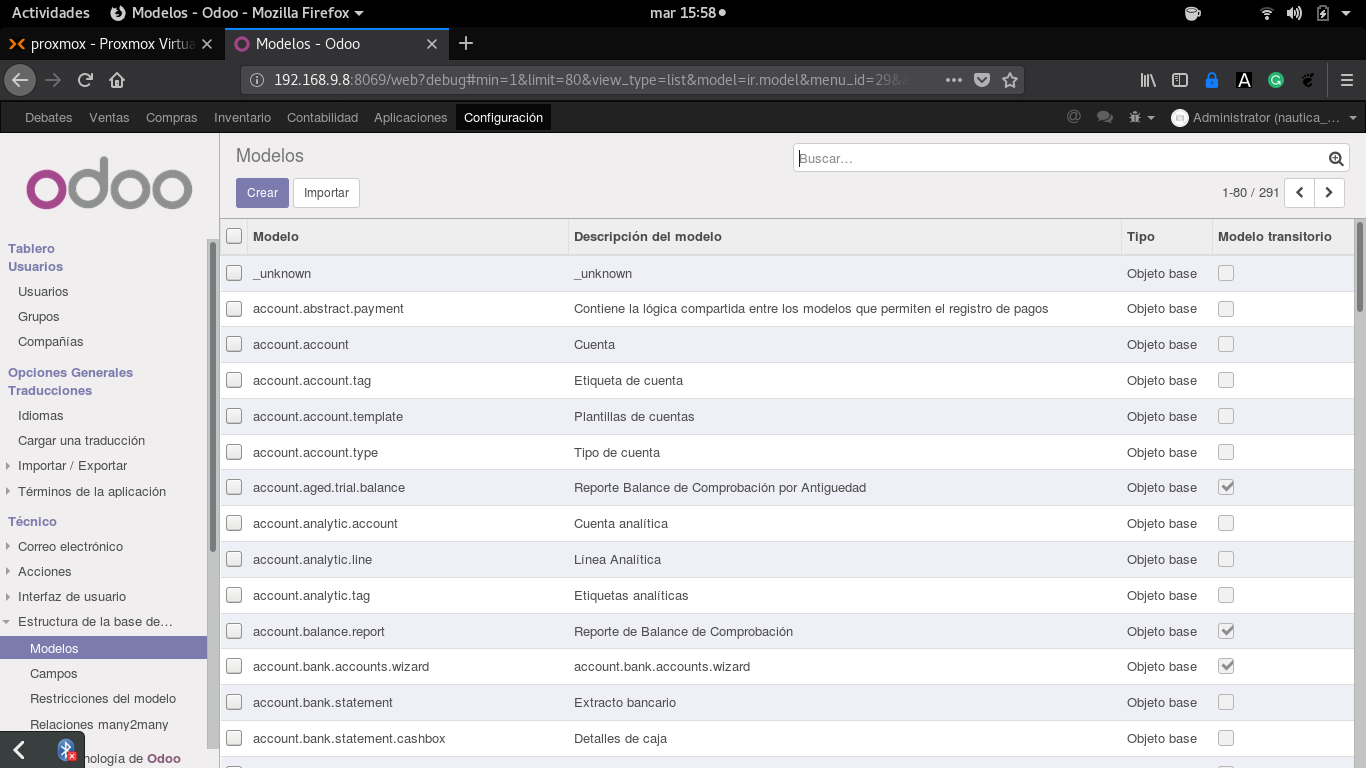 Actividades Modelos - Odoo - Mozilla Firefox mar 15:58
proxmox - Proxmox Virtua Modelos - Odoo
192.168.9.8:8069/web?debug#min=1&limit=80&view_type=list&model=ir.model&menu_id=29&a
Debates Ventas Compras Inventario Contabilidad Aplicaciones Configuración @ Administrator (nautica_...
odoo
Modelos
Buscar...
Crear Importar
1-80 / 291
Tablero
Usuarios
Usuarios
Grupos
Compañías
Opciones Generales
Traducciones
Idiomas
Cargar una traducción
Importar / Exportar
Términos de la aplicación
Técnico
Correo electrónico
Acciones
Interfaz de usuario
Estructura de la base de...
Modelos
Campos
Restricciones del modelo
Relaciones many2many
nología de Odoo
Modelo Descripción del modelo Tipo Modelo transitorio
_unknown _unknown Objeto base
account.abstract.payment Contiene la lógica compartida entre los modelos que permiten el registro de pagos Objeto base
account.account Cuenta Objeto base
account.account.tag Etiqueta de cuenta Objeto base
account.account.template Plantillas de cuentas Objeto base
account.account.type Tipo de cuenta Objeto base
account.aged.trial.balance Reporte Balance de Comprobación por Antiguedad Objeto base
account.analytic.account Cuenta analítica Objeto base
account.analytic.line Línea Analítica Objeto base
account.analytic.tag Etiquetas analíticas Objeto base
account.balance.report Reporte de Balance de Comprobación Objeto base
account.bank.accounts.wizard account.bank.accounts.wizard Objeto base
account.bank.statement Extracto bancario Objeto base
account.bank.statement.cashbox Detalles de caja Objeto base